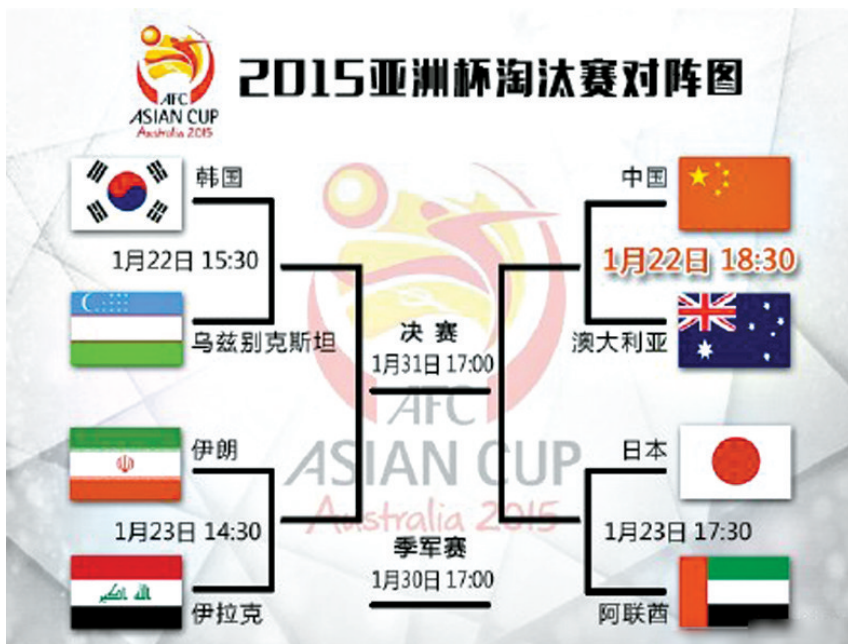 AFC
ASIAN CUP
Australia 2015
2015亚洲杯淘汰赛对阵图
韩国
1月22日 15:30
乌兹别克斯坦
伊朗
1月23日 14:30
伊拉克
决赛
1月31日 17:00
AFC
ASIAN CUP
Australia 2015
季军赛
1月30日 17:00
中国
1月22日 18:30
澳大利亚
日本
1月23日 17:30
阿联酋